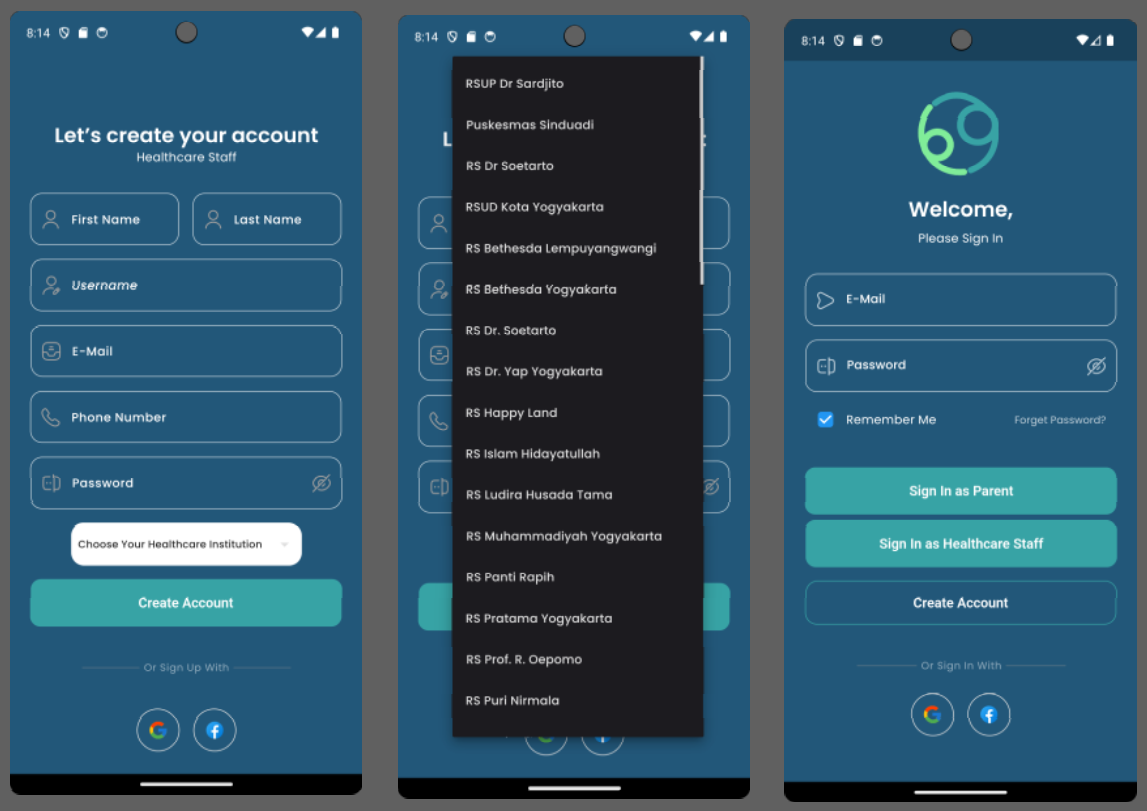 8:14
Let's create your account
Healthcare Staff
First Name
Last Name
Username
E-Mail
Phone Number
Password
Choose Your Healthcare Institution
Create Account
Or Sign Up With
8:14
L
RSUP Dr Sardjito
Puskesmas Sinduadi
RS Dr Soetarto
RSUD Kota Yogyakarta
RS Bethesda Lempuyangwangi
RS Bethesda Yogyakarta
RS Dr. Soetarto
RS Dr. Yap Yogyakarta
RS Happy Land
RS Islam Hidayatullah
RS Ludira Husada Tama
RS Muhammadiyah Yogyakarta
RS Panti Rapih
RS Pratama Yogyakarta
RS Prof. R. Oepomo
RS Puri Nirmala
8:14
Welcome,
Please Sign In
E-Mail
Password
Remember Me
Forget Password?
Sign In as Parent
Sign In as Healthcare Staff
Create Account
Or Sign In With